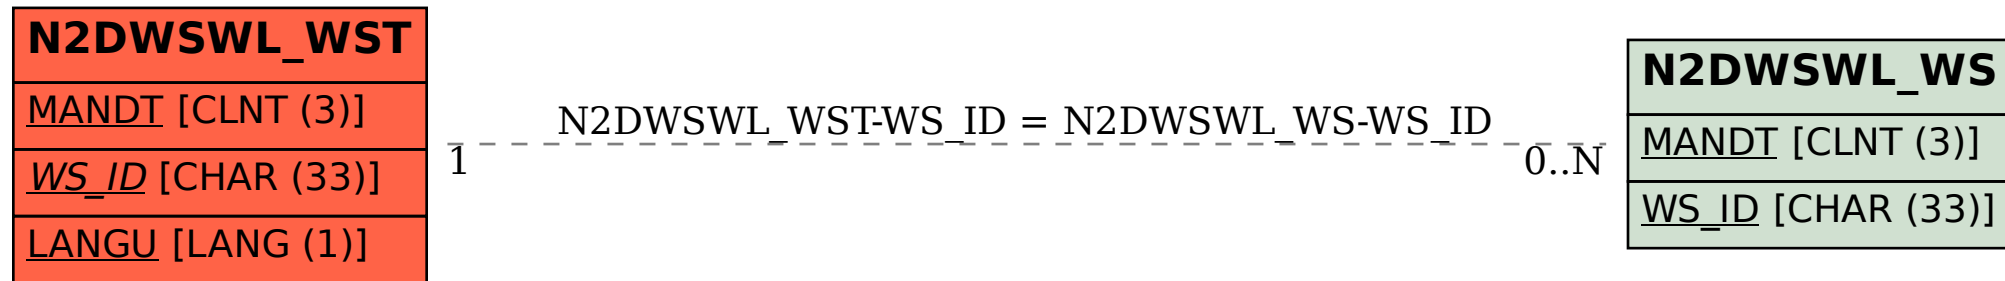 N2DWSWL_WST
MANDT [CLNT (3)]
WS_ID [CHAR (33)]
LANGU [LANG (1)]
N2DWSWL_WST-WS_ID = N2DWSWL_WS-WS_ID
1
0..N
N2DWSWL_WS
MANDT [CLNT (3)]
WS_ID [CHAR (33)]